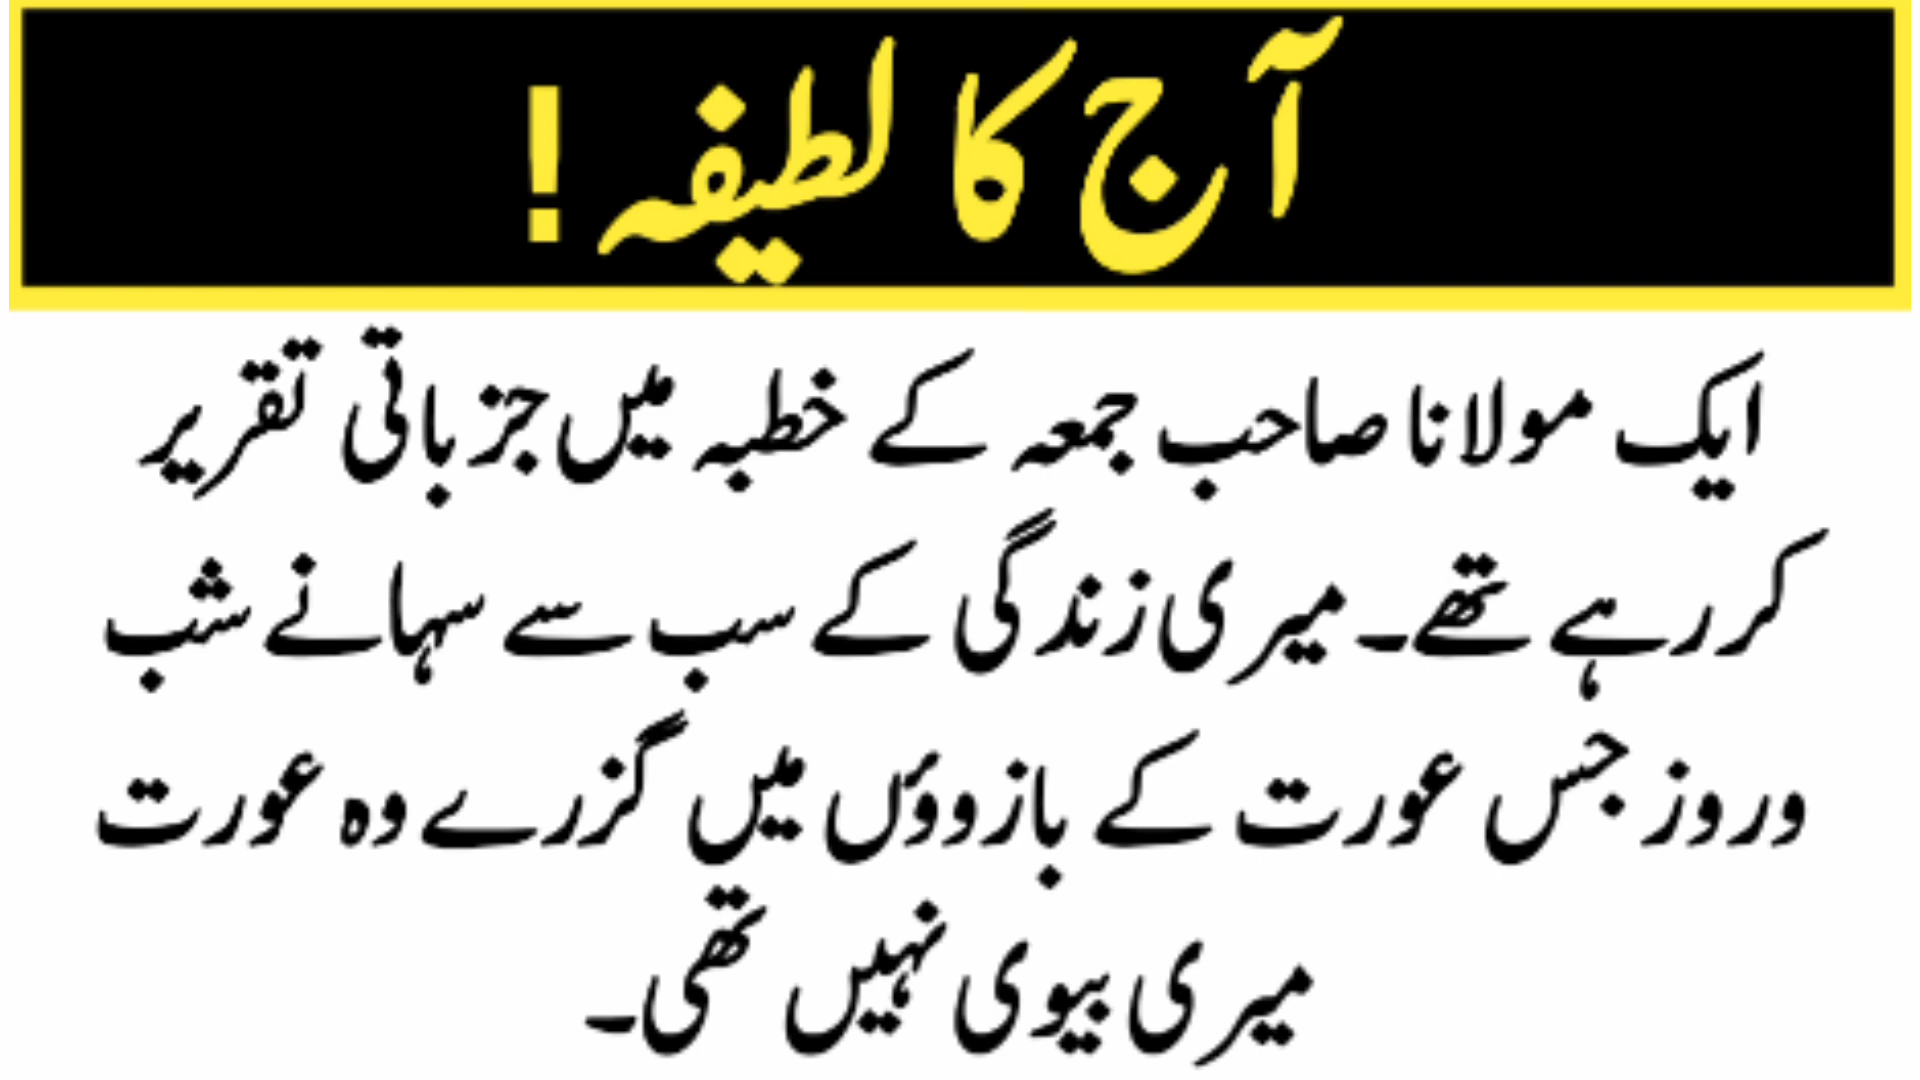 آج کا لطیفہ !
ایک مولانا صاحب جمعہ کے خطبہ میں جزباتی تقریر
کر رہے تھے۔ میری زندگی کے سب سے سہانے شب
وروز جس عورت کے بازووؤں میں گزرے وہ عورت
میری بیوی نہیں تھی۔